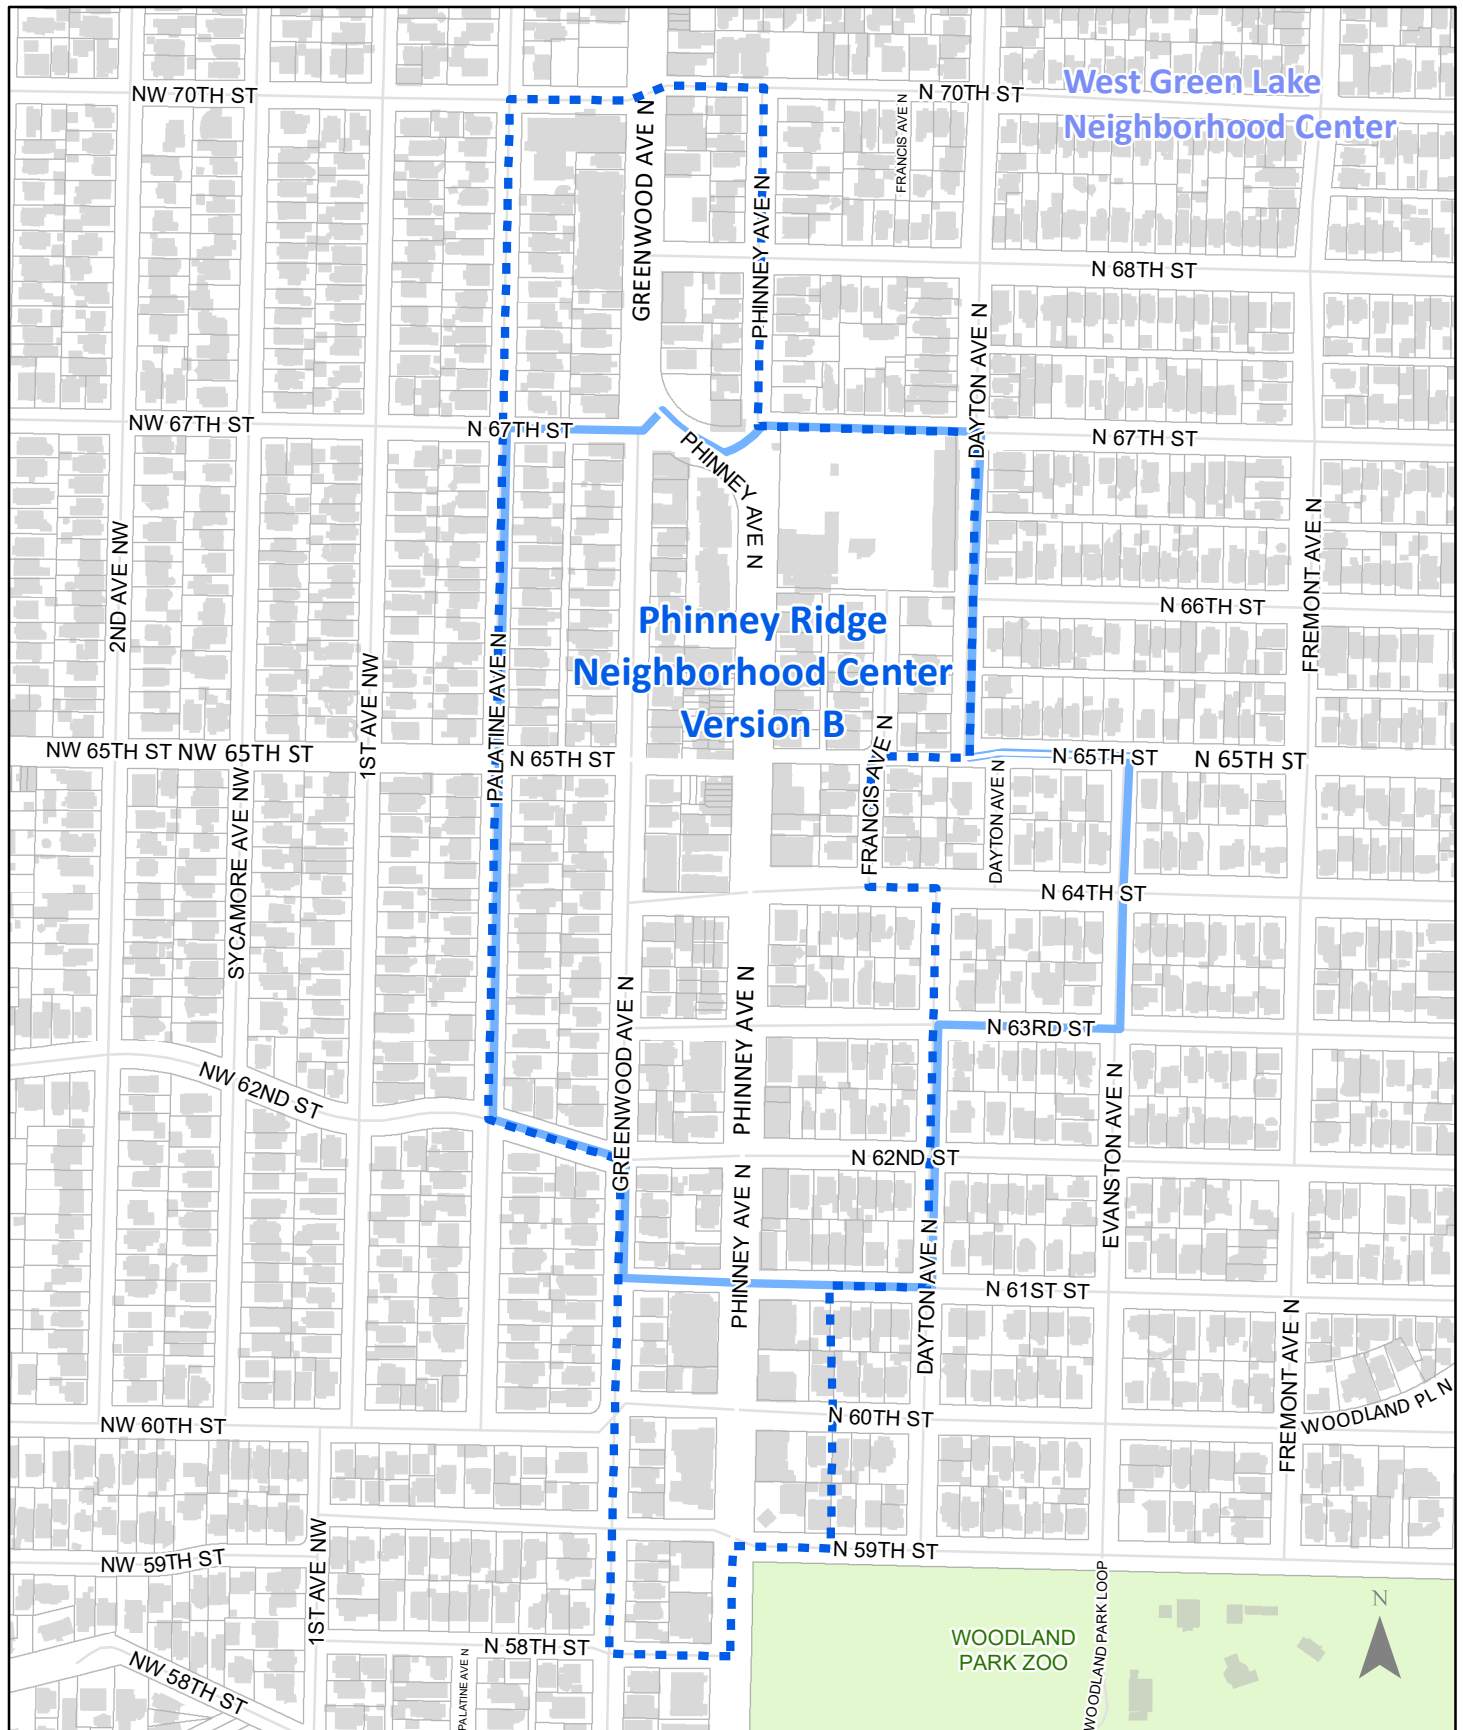 West Green Lake
Neighborhood Center
NW 70TH ST
N 70TH ST
FRANCIS AVE N
GREENWOOD AVE N
PHINNEY AVE N
N 68TH ST
DAYTON AVE N
NW 67TH ST
N 67TH ST
N 67TH ST
PHINNEY AVE N
2ND AVE NW
FREMONT AVE N
N 66TH ST
Phinney Ridge
Neighborhood Center
Version B
1ST AVE NW
PALATINE AVE N
FRANCIS AVE N
NW 65TH ST
NW 65TH ST
N 65TH ST
N 65TH ST
N 65TH ST
SYCAMORE AVE NW
DAYTON AVE N
N 64TH ST
GREENWOOD AVE N
PHINNEY AVE N
N 63RD ST
NW 62ND ST
EVANSTON AVE N
N 62ND ST
PHINNEY AVE N
DAYTON AVE N
N 61ST ST
FREMONT AVE N
WOODLAND PL N
NW 60TH ST
N 60TH ST
1ST AVE NW
NW 59TH ST
N 59TH ST
WOODLAND PARK LOOP
N
N 58TH ST
WOODLAND
PARK ZOO
NW 58TH ST
PALATINE AVE N